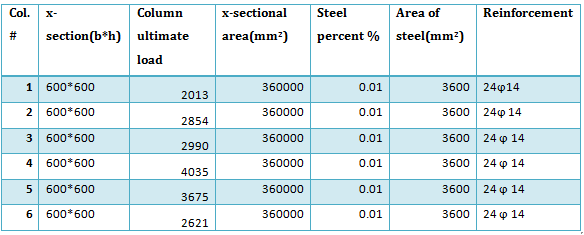 Col. # x-section(b*h) Column ultimate load x-sectional area(mm²) Steel percent % Area of steel(mm²) Reinforcement
1 600*600 2013 360000 0.01 3600 24φ14
2 600*600 2854 360000 0.01 3600 24φ 14
3 600*600 2990 360000 0.01 3600 24 φ 14
4 600*600 4035 360000 0.01 3600 24 φ 14
5 600*600 3675 360000 0.01 3600 24 φ 14
6 600*600 2621 360000 0.01 3600 24 φ 14